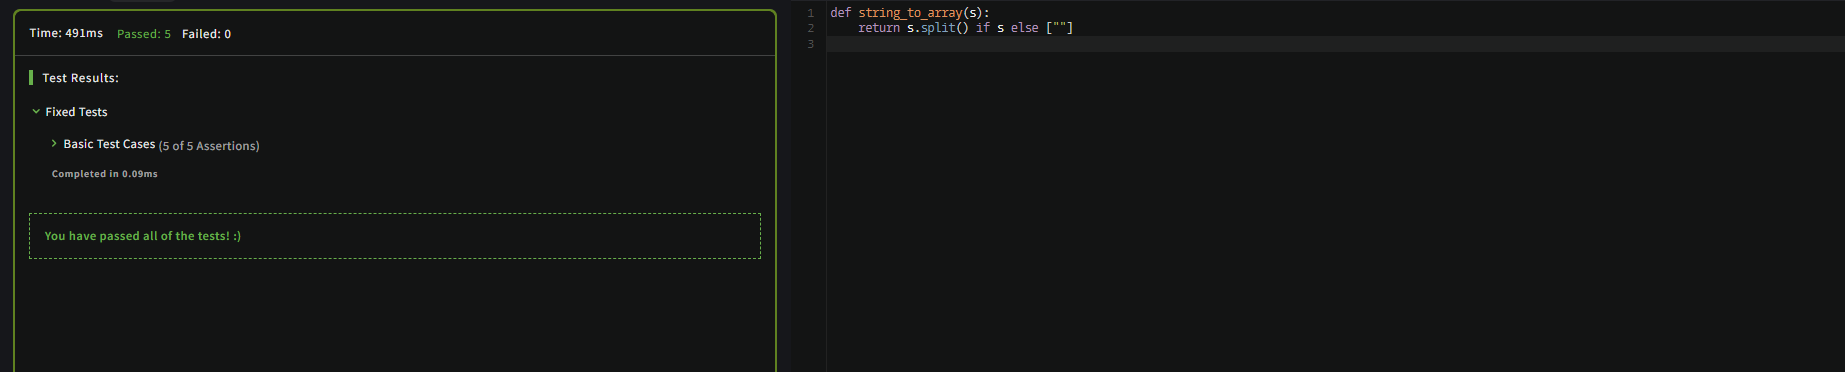 Time: 491ms Passed: 5 Failed: 0
Test Results:
Fixed Tests
Basic Test Cases (5 of 5 Assertions)
Completed in 0.09ms
You have passed all of the tests! :)
1 def string_to_array(s):
2     return s.split() if s else [""]
3